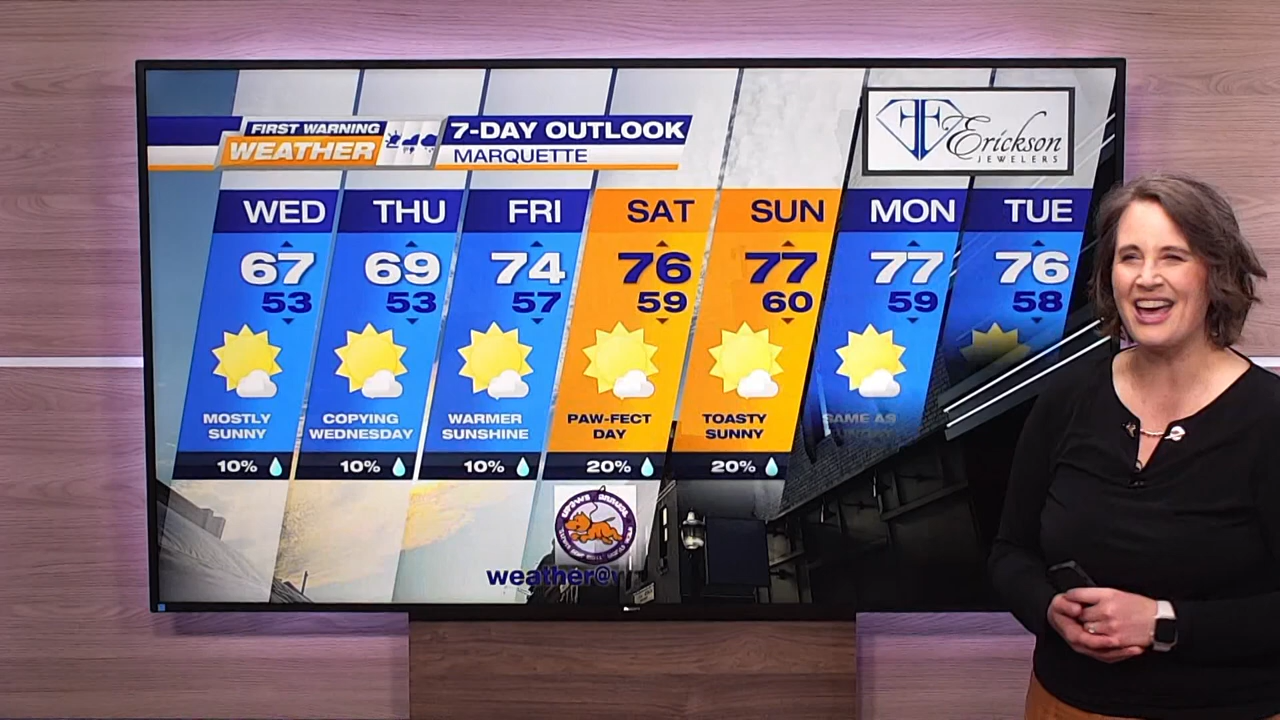 FIRST WARNING
WEATHER
7-DAY OUTLOOK
MARQUETTE
Erickson
JEWELERS
WED THU FRI SAT SUN MON TUE
67 69 74 76 77 77 76
53 53 57 59 60 59 58
MOSTLY SUNNY
COPYING WEDNESDAY
WARMER SUNSHINE
PAW-FECT DAY
TOASTY SUNNY
SAME AS
10% 10% 10% 20% 20%
weather@